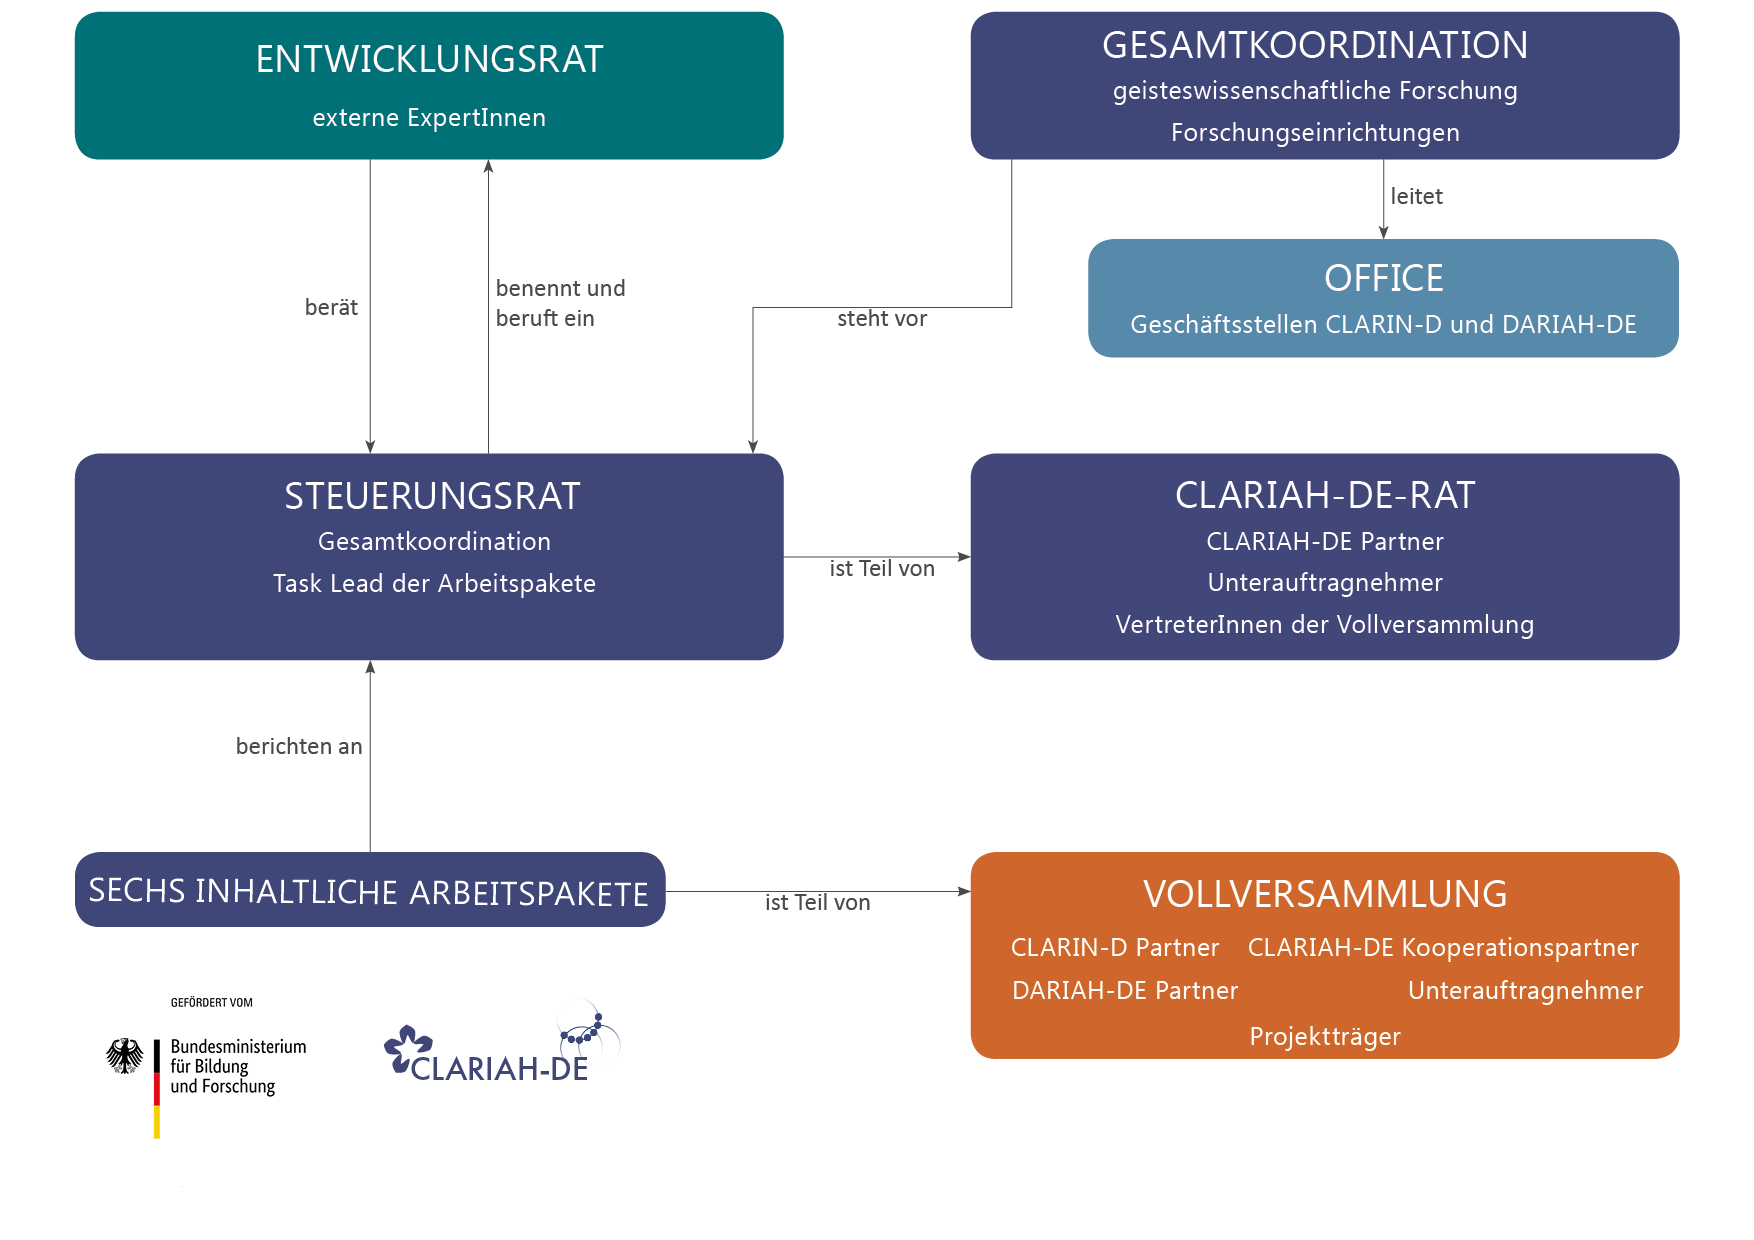 ENTWICKLUNGSRAT
externe ExpertInnen
GESAMTKOORDINATION
geisteswissenschaftliche Forschung
Forschungseinrichtungen
leitet
OFFICE
Geschäftsstellen CLARIN-D und DARIAH-DE
berät
benennt und
beruft ein
steht vor
STEUERUNGSRAT
Gesamtkoordination
Task Lead der Arbeitspakete
ist Teil von
CLARIAH-DE-RAT
CLARIAH-DE Partner
Unterauftragnehmer
VertreterInnen der Vollversammlung
berichten an
SECHS INHALTLICHE ARBEITSPAKETE
ist Teil von
VOLLVERSAMMLUNG
CLARIN-D Partner CLARIAH-DE Kooperationspartner
DARIAH-DE Partner Unterauftragnehmer
Projektträger
GEFÖRDERT VOM
Bundesministerium
für Bildung
und Forschung
CLARIAH-DE